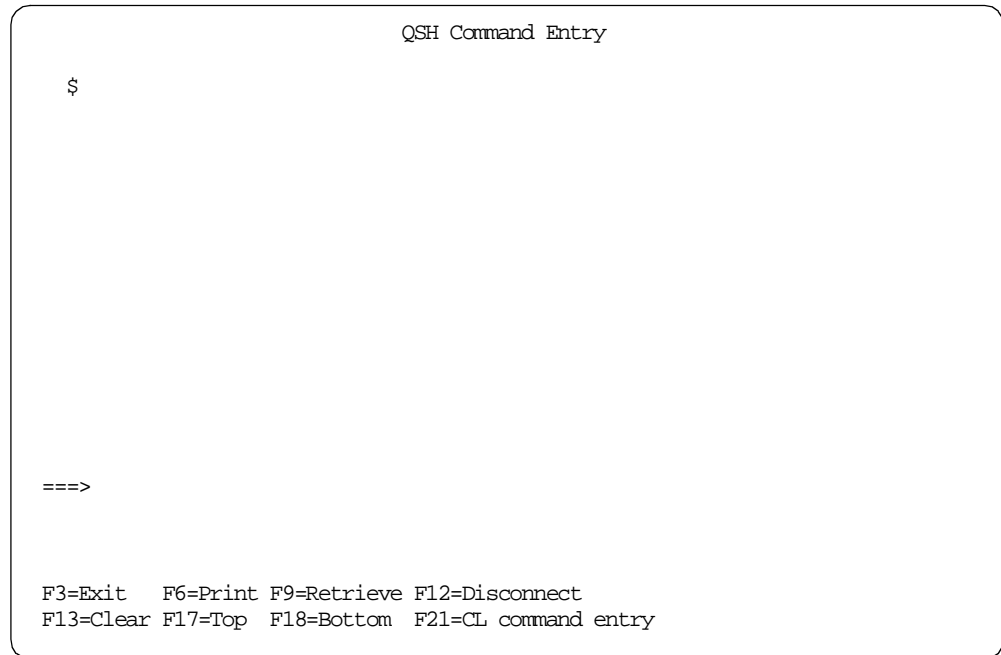 QSH Command Entry
$
===>
F3=Exit F6=Print F9=Retrieve F12=Disconnect
F13=Clear F17=Top F18=Bottom F21=CL command entry